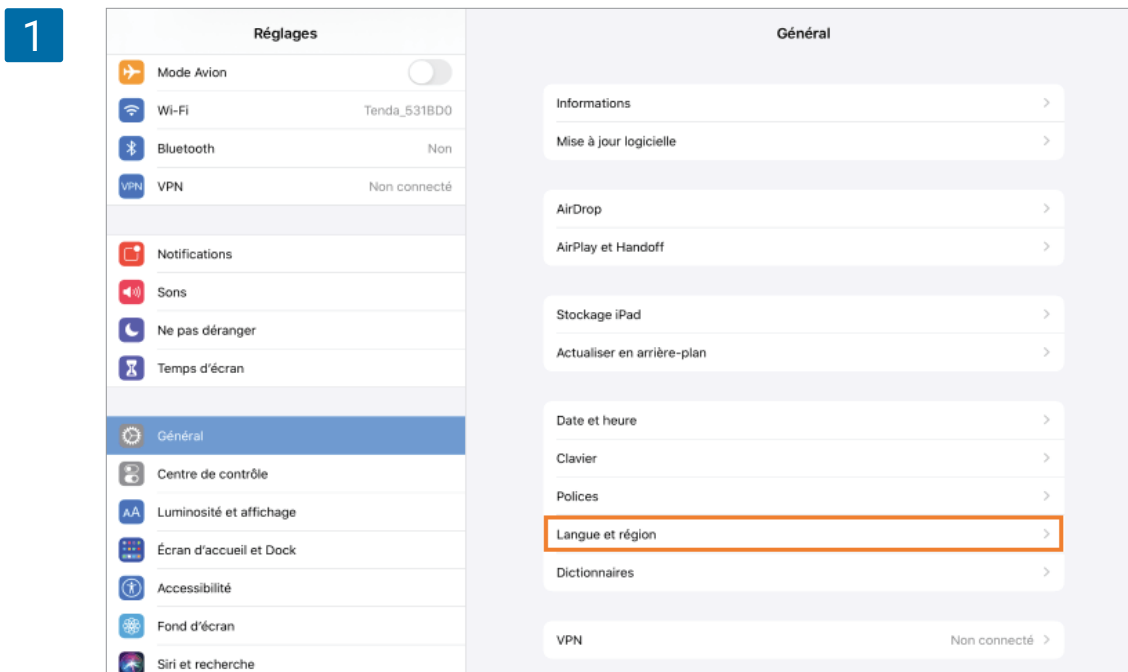 1
Réglages
Mode Avion
Wi-Fi Tenda_531BD0
Bluetooth Non
VPN VPN Non connecté
Notifications
Sons
Ne pas déranger
Temps d'écran
Général
Centre de contrôle
AA Luminosité et affichage
Écran d'accueil et Dock
Accessibilité
Fond d'écran
Siri et recherche
Général
Informations
Mise à jour logicielle
AirDrop
AirPlay et Handoff
Stockage iPad
Actualiser en arrière-plan
Date et heure
Clavier
Polices
Langue et région
Dictionnaires
VPN Non connecté